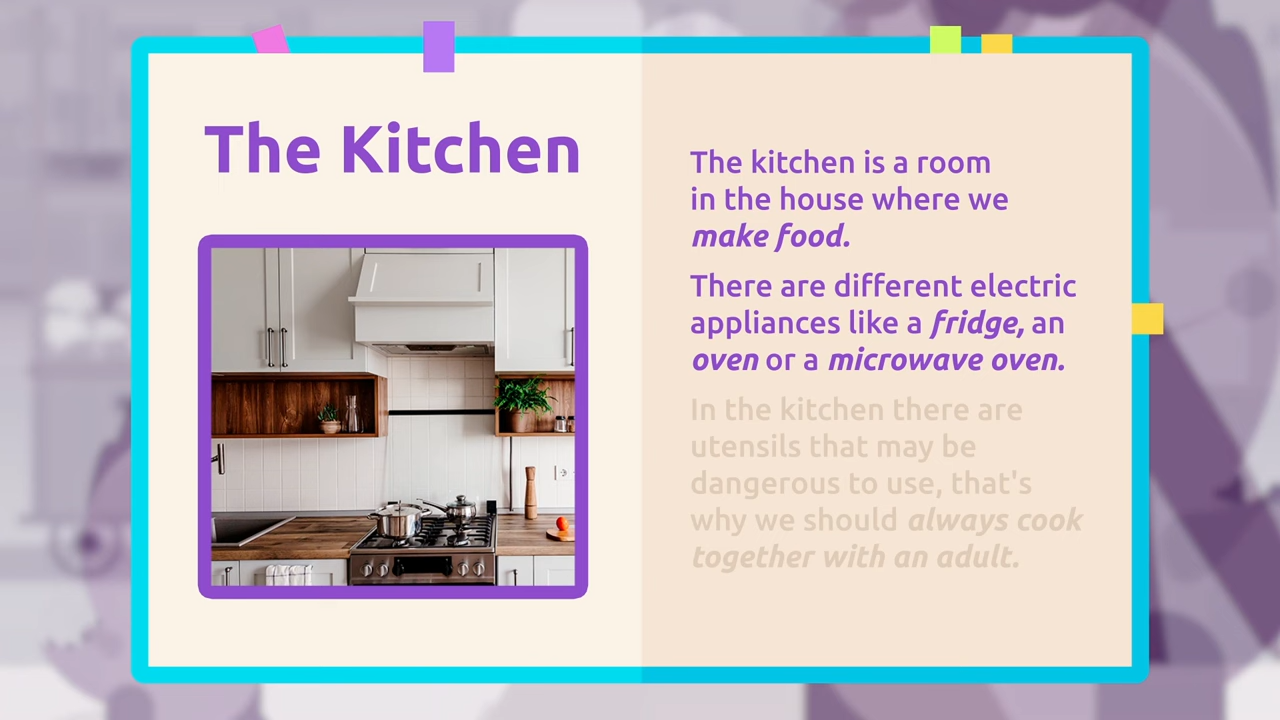 The Kitchen
The kitchen is a room
in the house where we
make food.
There are different electric
appliances like a fridge, an
oven or a microwave oven.
In the kitchen there are
utensils that may be
dangerous to use, that's
why we should always cook
together with an adult.